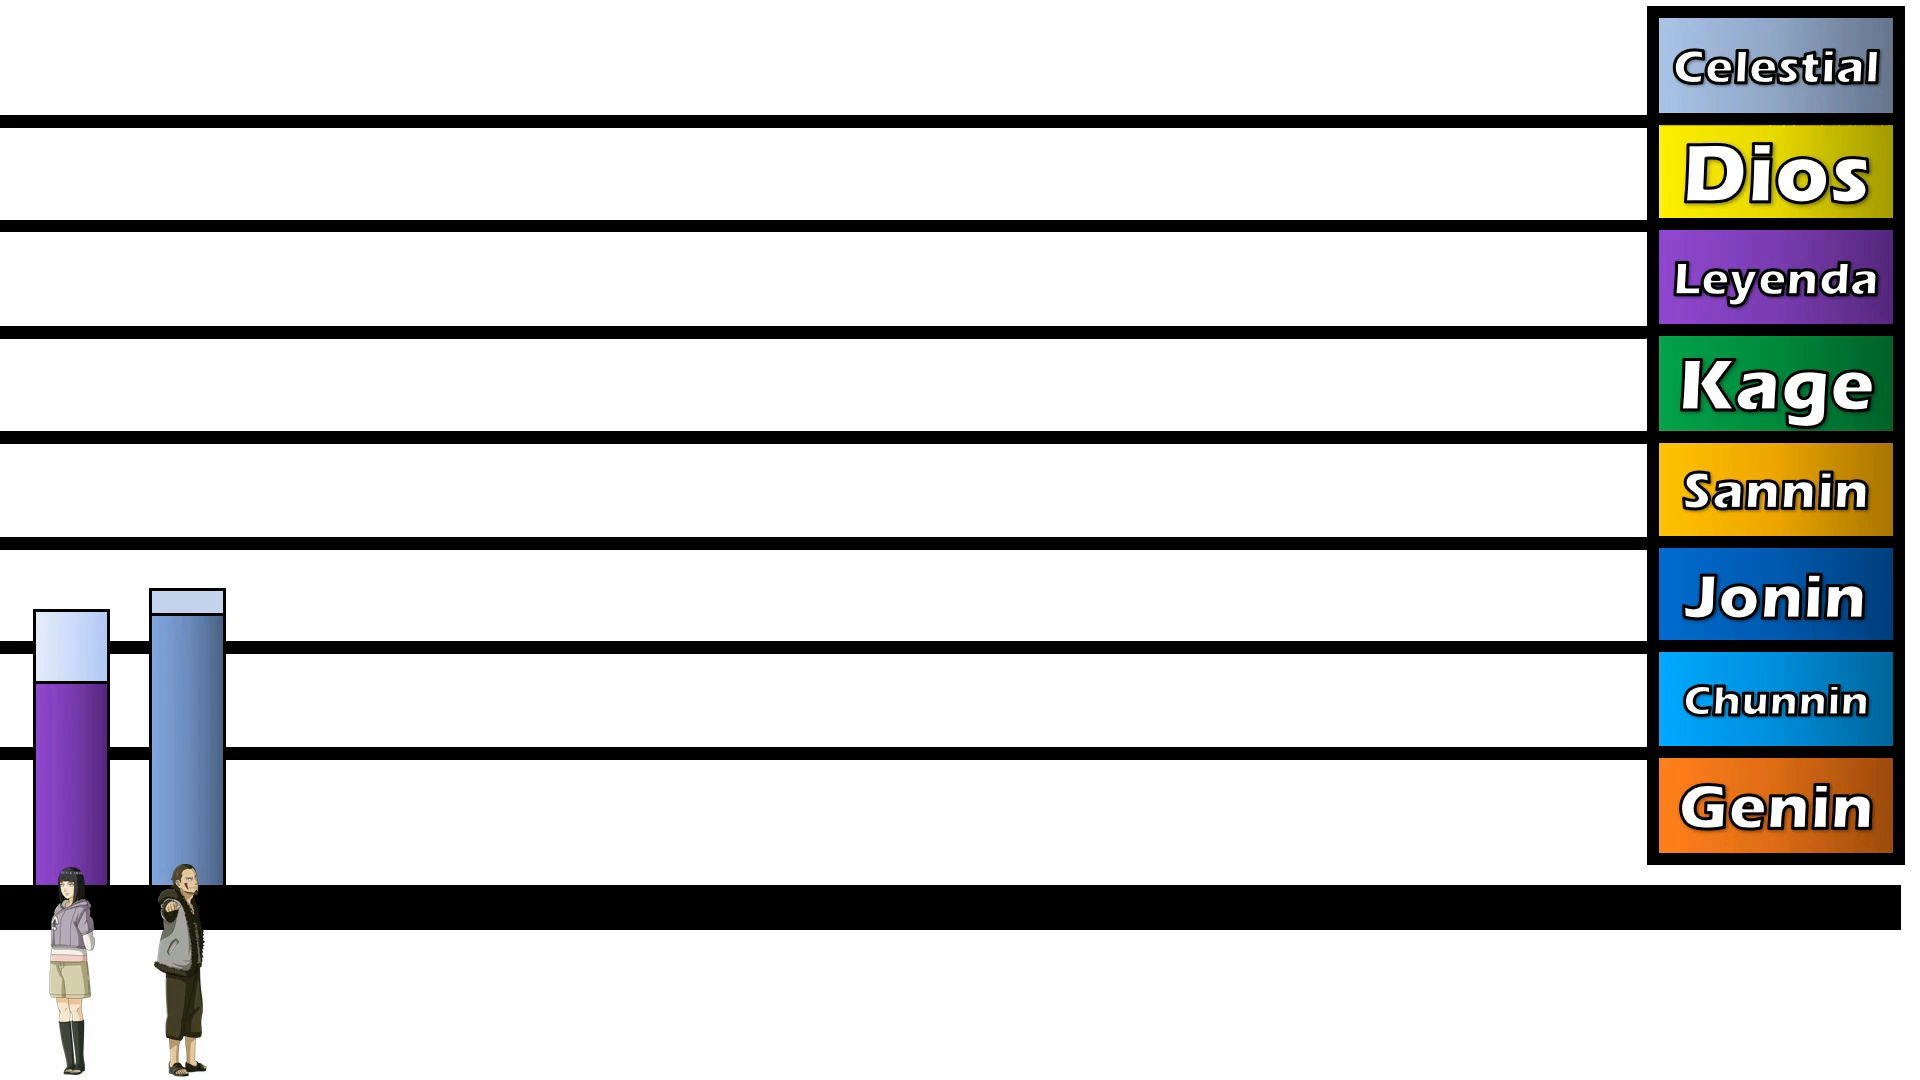 Celestial
Dios
Leyenda
Kage
Sannin
Jonin
Chunnin
Genin